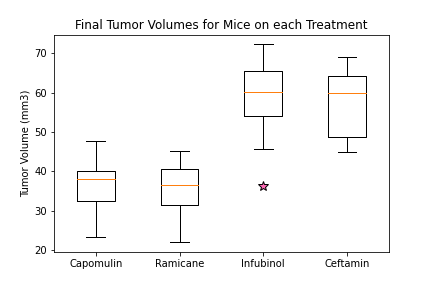 Final Tumor Volumes for Mice on each Treatment
Tumor Volume (mm3)
70
60
50
40
30
20
Capomulin Ramicane Infubinol Ceftamin